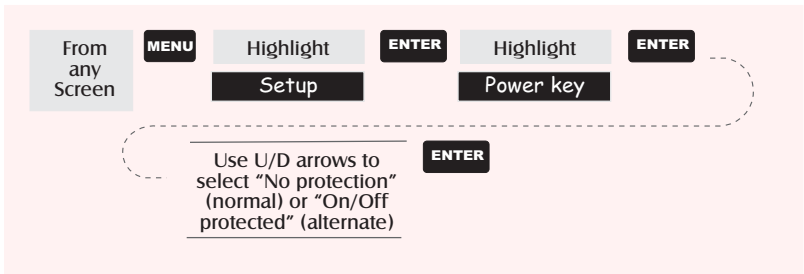 From
any
Screen
MENU
Highlight
Setup
ENTER
Highlight
Power key
ENTER
Use U/D arrows to
select “No protection”
(normal) or “On/Off
protected” (alternate)
ENTER